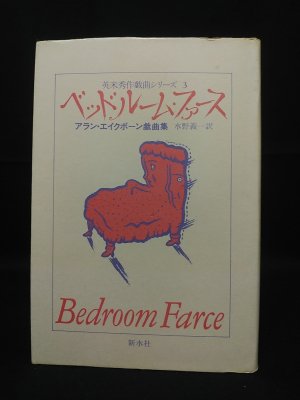 英米秀作戯曲シリーズ 3
ベッドルーム・ファース
アラン・エイクボーン戯曲集 水野義一訳
Bedroom Farce
新水社